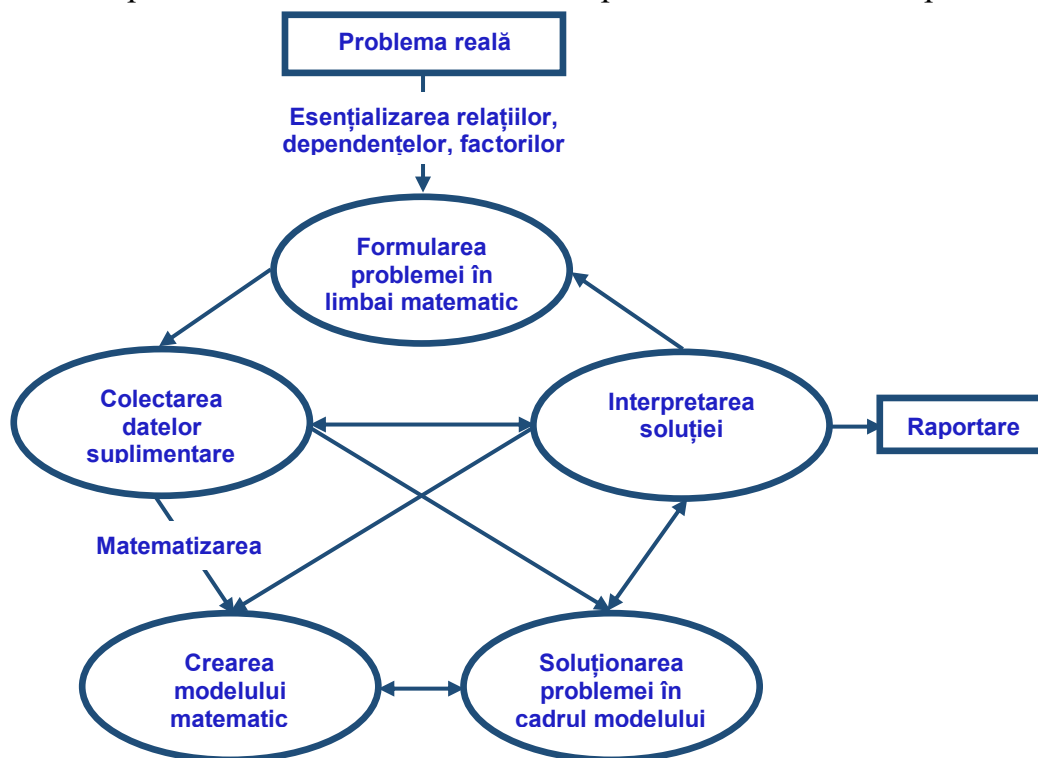 Problema reală
Esențializarea relațiilor,
dependențelor, factorilor
Formularea
problemei în
limbaj matematic
Colectarea
datelor
suplimentare
Interpretarea
soluției
Raportare
Matematizarea
Crearea
modelului
matematic
Soluționarea
problemei în
cadrul modelului